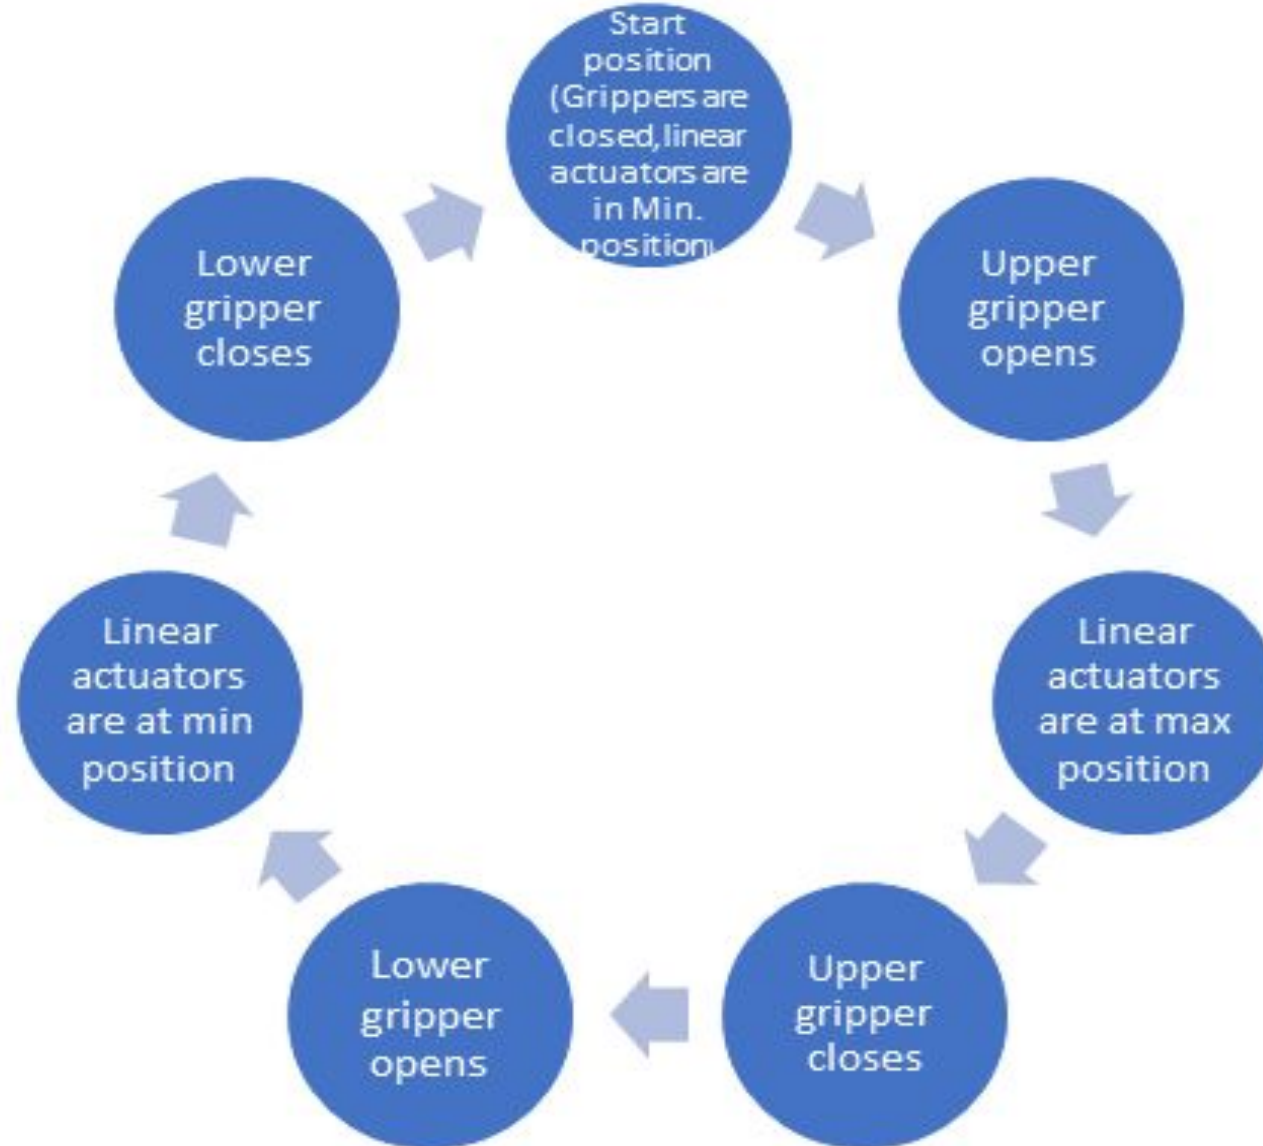 Start
position
(Grippers are
closed, linear
actuators are
in Min.
position)
Upper
gripper
opens
Linear
actuators
are at max
position
Upper
gripper
closes
Lower
gripper
opens
Linear
actuators
are at min
position
Lower
gripper
closes